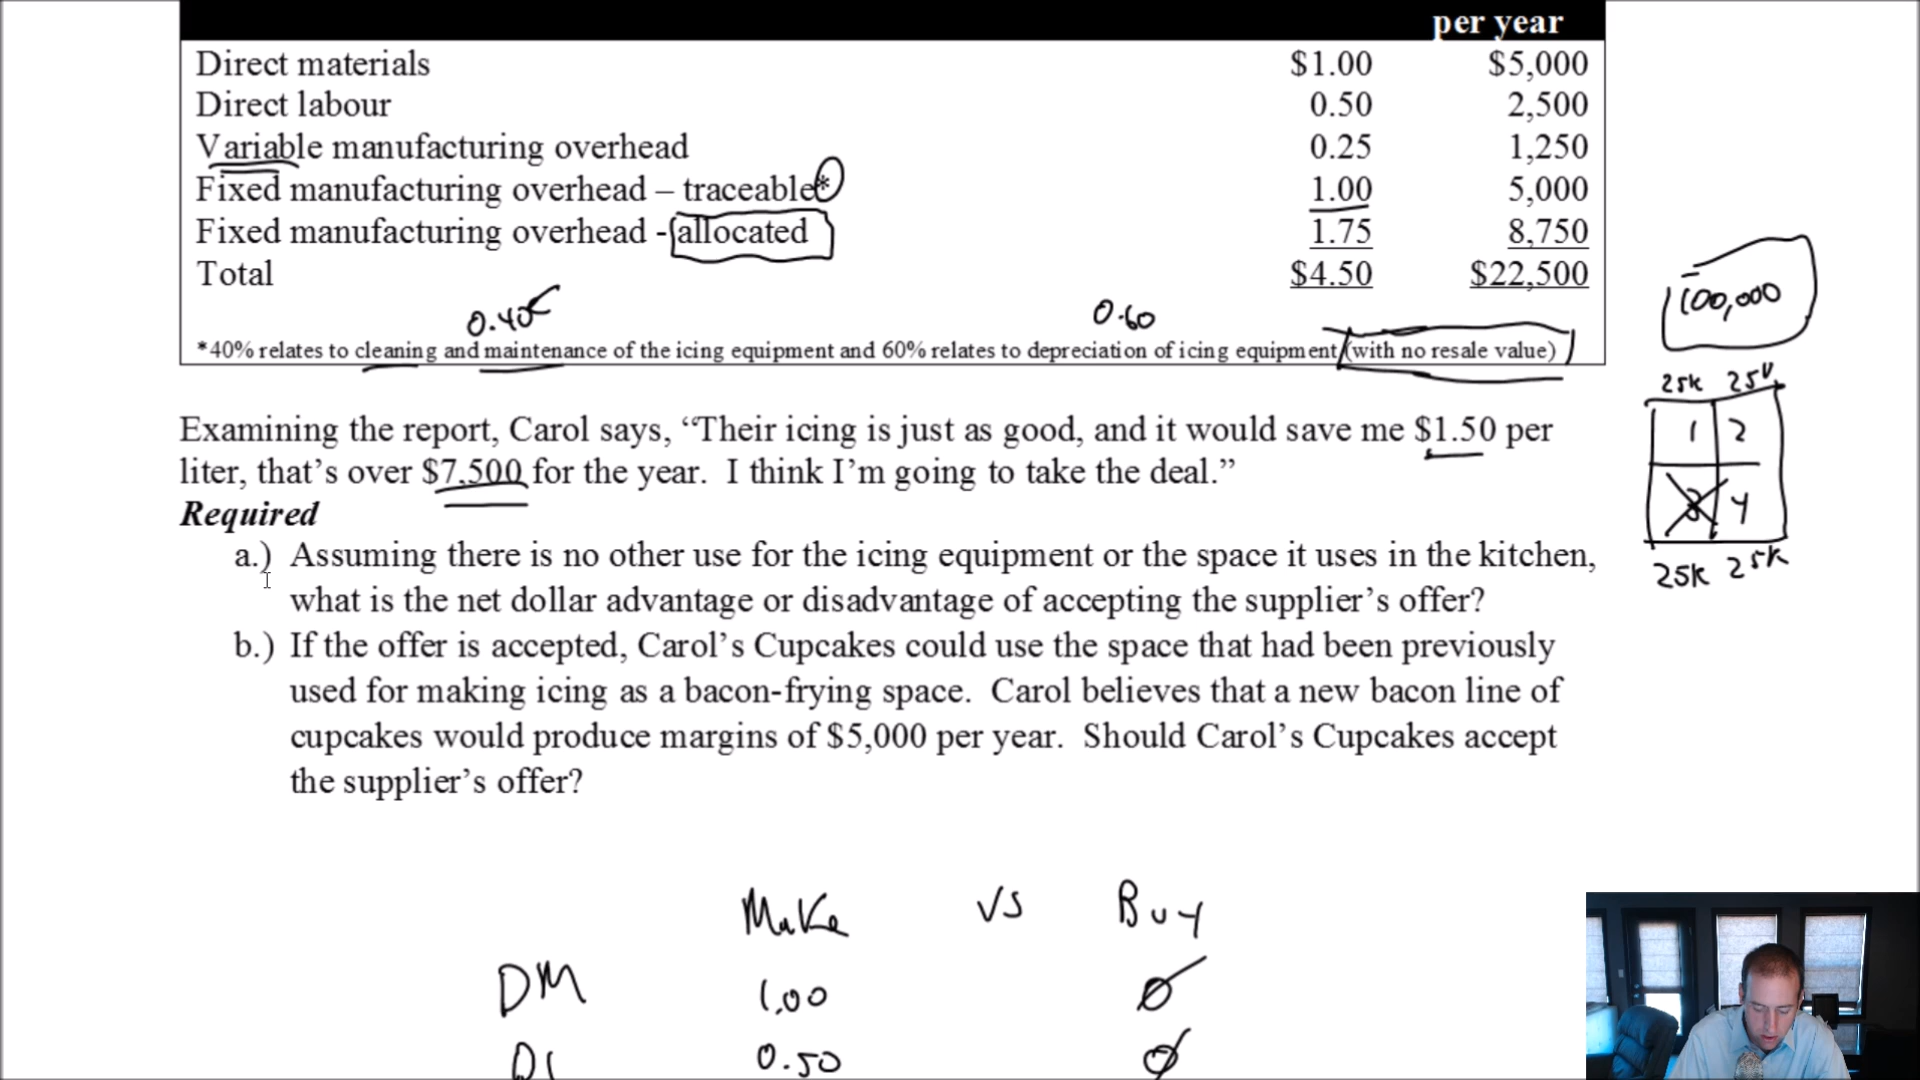 per year
Direct materials $1.00 $5,000
Direct labour 0.50 2,500
Variable manufacturing overhead 0.25 1,250
Fixed manufacturing overhead – traceable* 1.00 5,000
Fixed manufacturing overhead - allocated 1.75 8,750
Total $4.50 $22,500
0.40 0.60
*40% relates to cleaning and maintenance of the icing equipment and 60% relates to depreciation of icing equipment (with no resale value)
100,000
25k 25k
1 2
3 4
25k 25k
Examining the report, Carol says, “Their icing is just as good, and it would save me $1.50 per
liter, that’s over $7,500 for the year. I think I’m going to take the deal.”
Required
a.) Assuming there is no other use for the icing equipment or the space it uses in the kitchen,
what is the net dollar advantage or disadvantage of accepting the supplier’s offer?
b.) If the offer is accepted, Carol’s Cupcakes could use the space that had been previously
used for making icing as a bacon-frying space. Carol believes that a new bacon line of
cupcakes would produce margins of $5,000 per year. Should Carol’s Cupcakes accept
the supplier’s offer?
Make vs Buy
DM 1.00 0
0.50 0